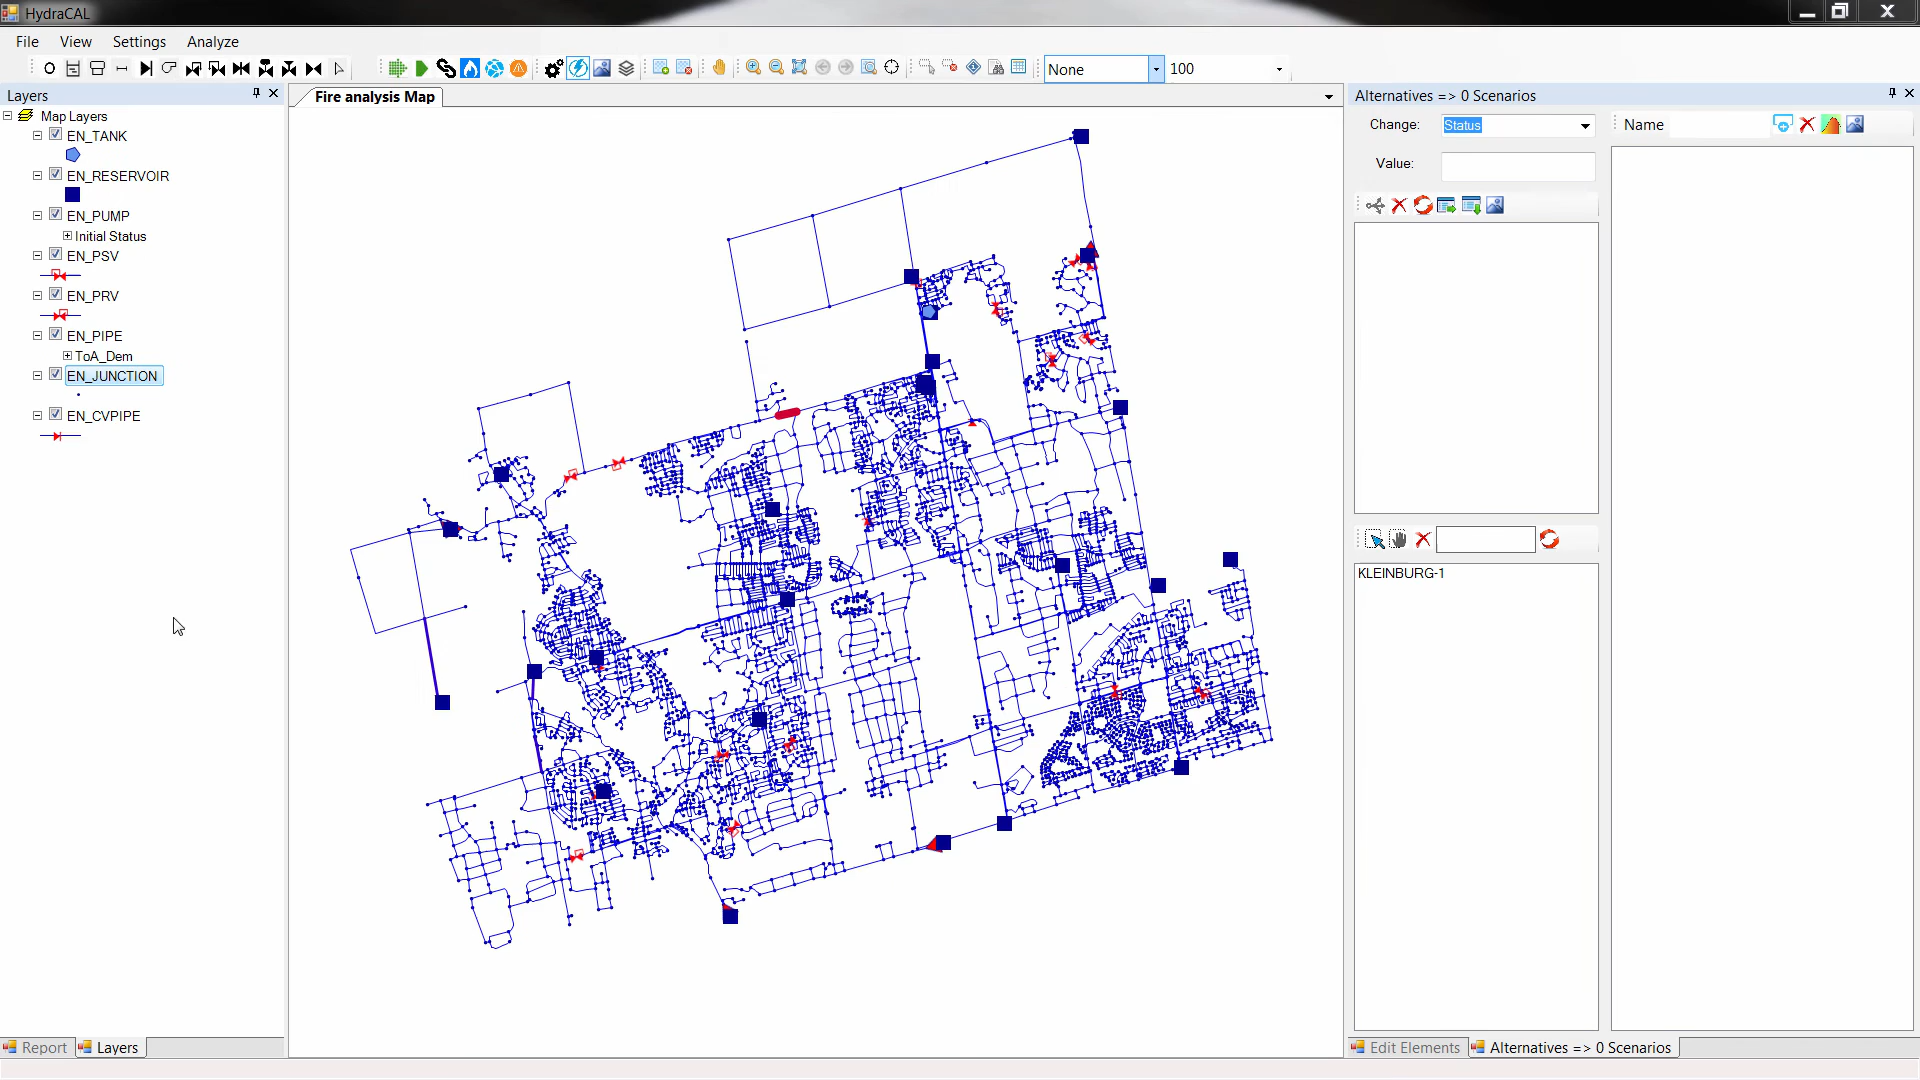 HydraCAL
File View Settings Analyze
None 100
Layers
Map Layers
EN_TANK
EN_RESERVOIR
EN_PUMP
Initial Status
EN_PSV
EN_PRV
EN_PIPE
ToA_Dem
EN_JUNCTION
EN_CVPIPE
Report Layers
Fire analysis Map
Alternatives => 0 Scenarios
Change: Status
Value:
Name
KLEINBURG-1
Edit Elements Alternatives => 0 Scenarios